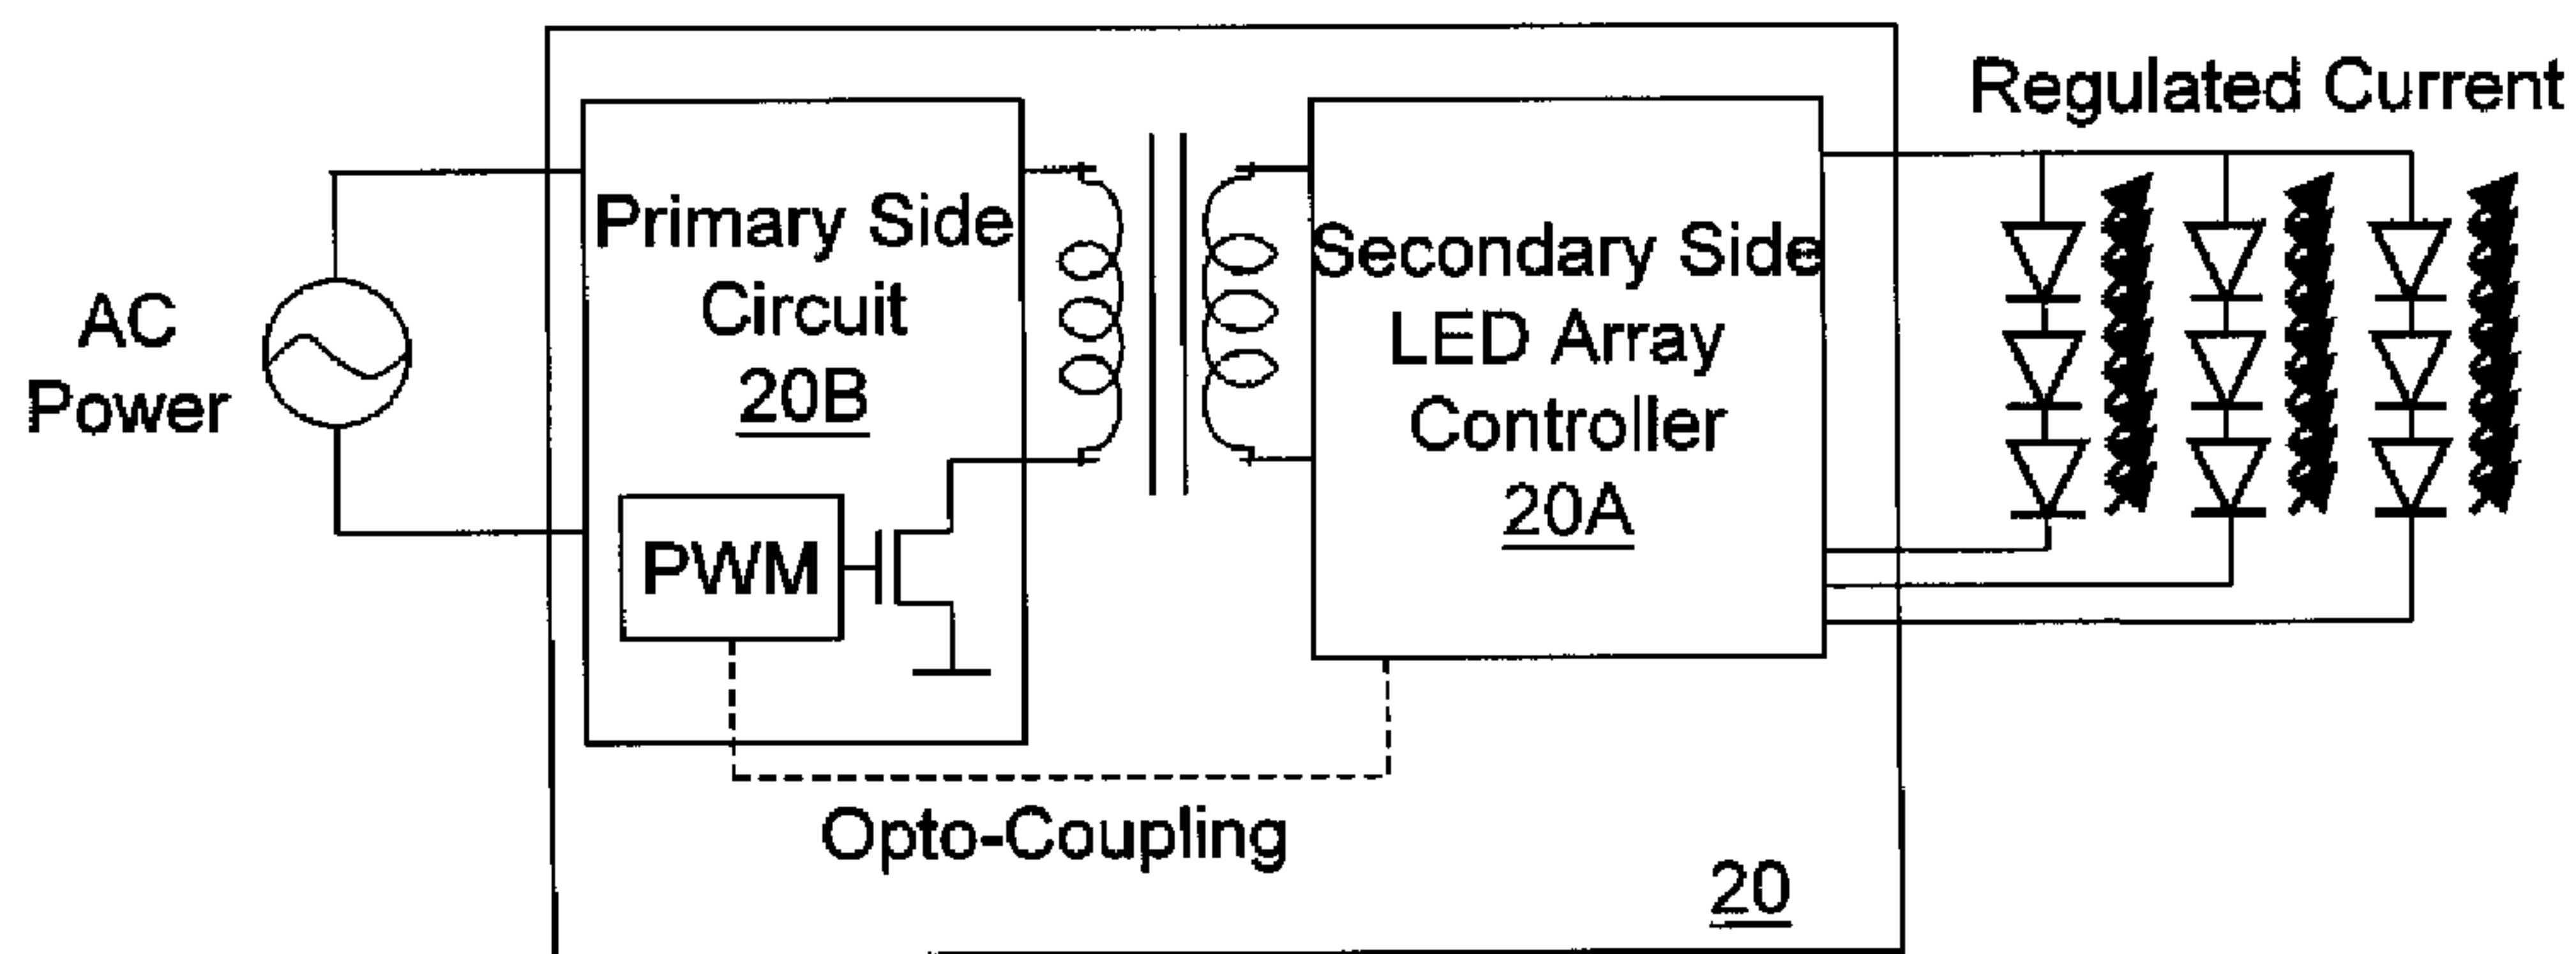 Regulated Current
AC
Power
Primary Side
Circuit
20B
PWM
Secondary Side
LED Array
Controller
20A
Opto-Coupling
20